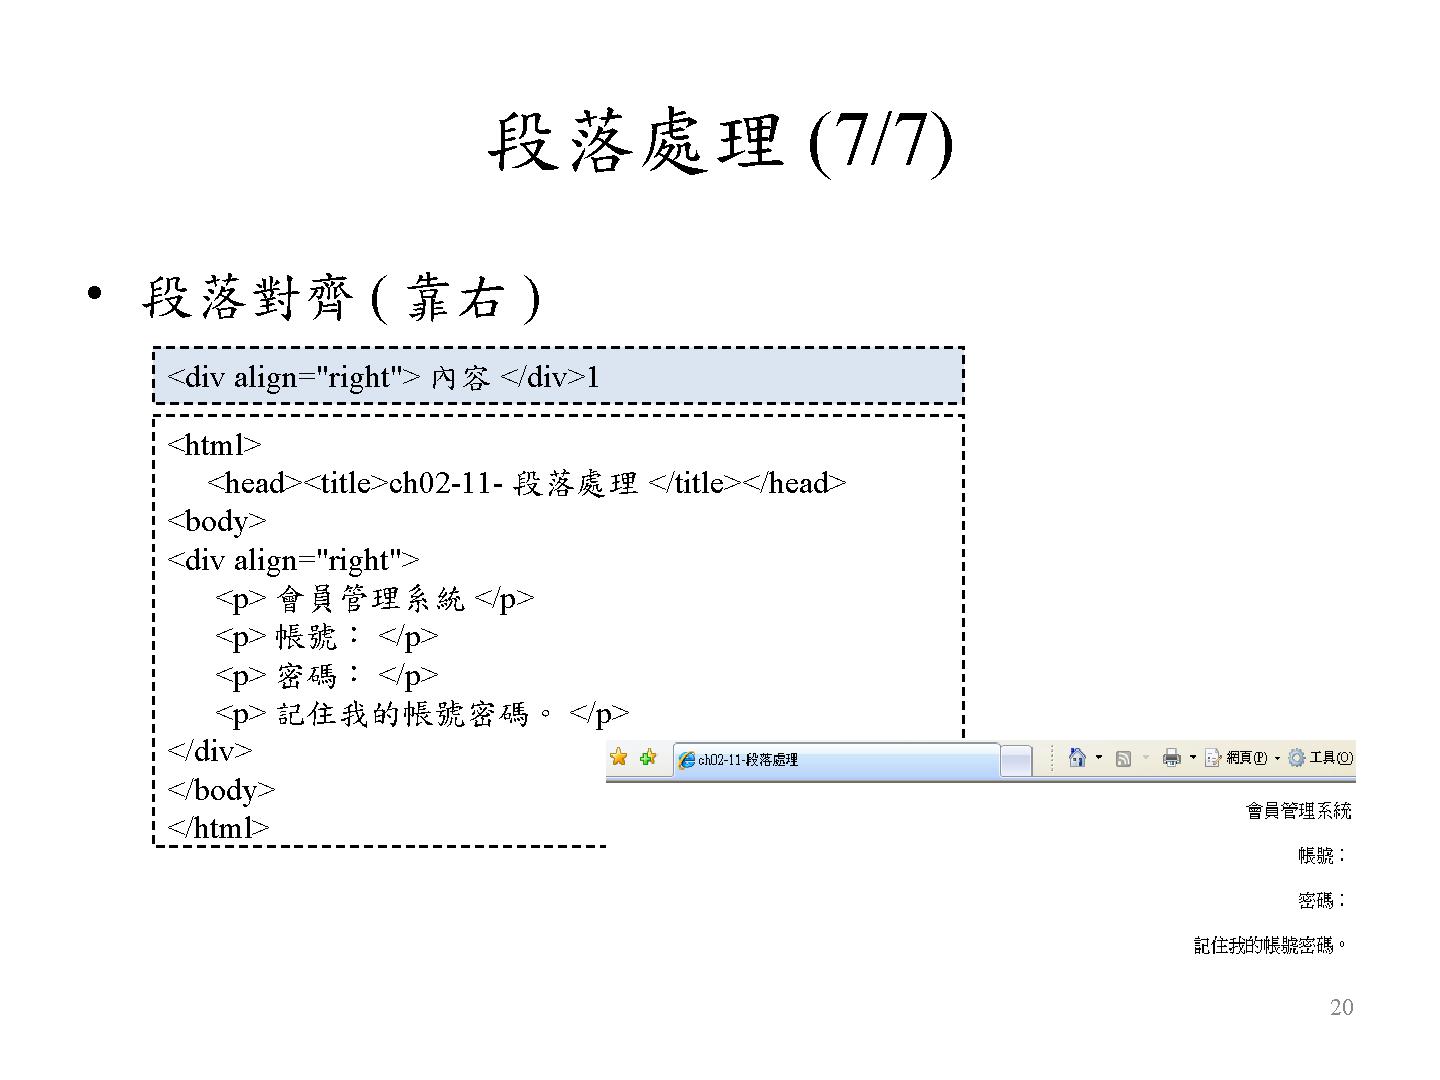 段落處理 (7/7)
• 段落對齊 ( 靠右 )
<div align="right"> 內容 </div>1
<html>
<head><title>ch02-11- 段落處理 </title></head>
<body>
<div align="right">
<p> 會員管理系統 </p>
<p> 帳號： </p>
<p> 密碼： </p>
<p> 記住我的帳號密碼。 </p>
</div>
</body>
</html>
ch02-11-段落處理 網頁(P) 工具(O)
會員管理系統
帳號：
密碼：
記住我的帳號密碼。
20